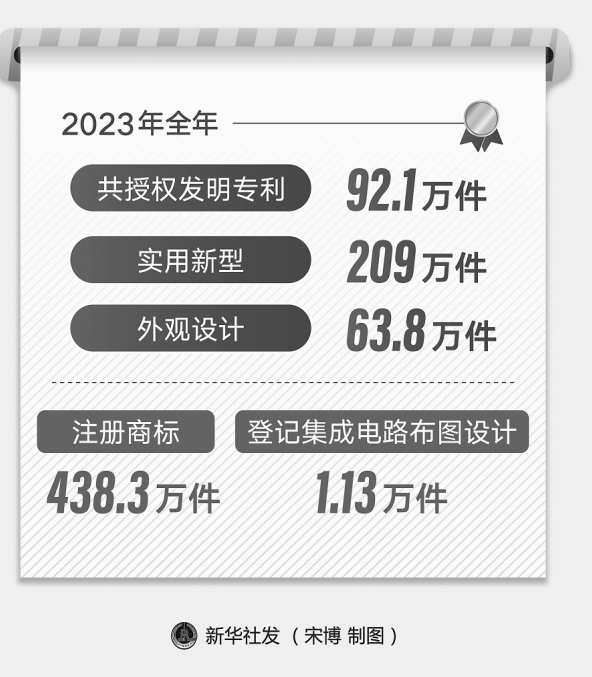 2023年全年
共授权发明专利 92.1万件
实用新型 209万件
外观设计 63.8万件
注册商标 登记集成电路布图设计
438.3万件 1.13万件
新华社发（宋博 制图）